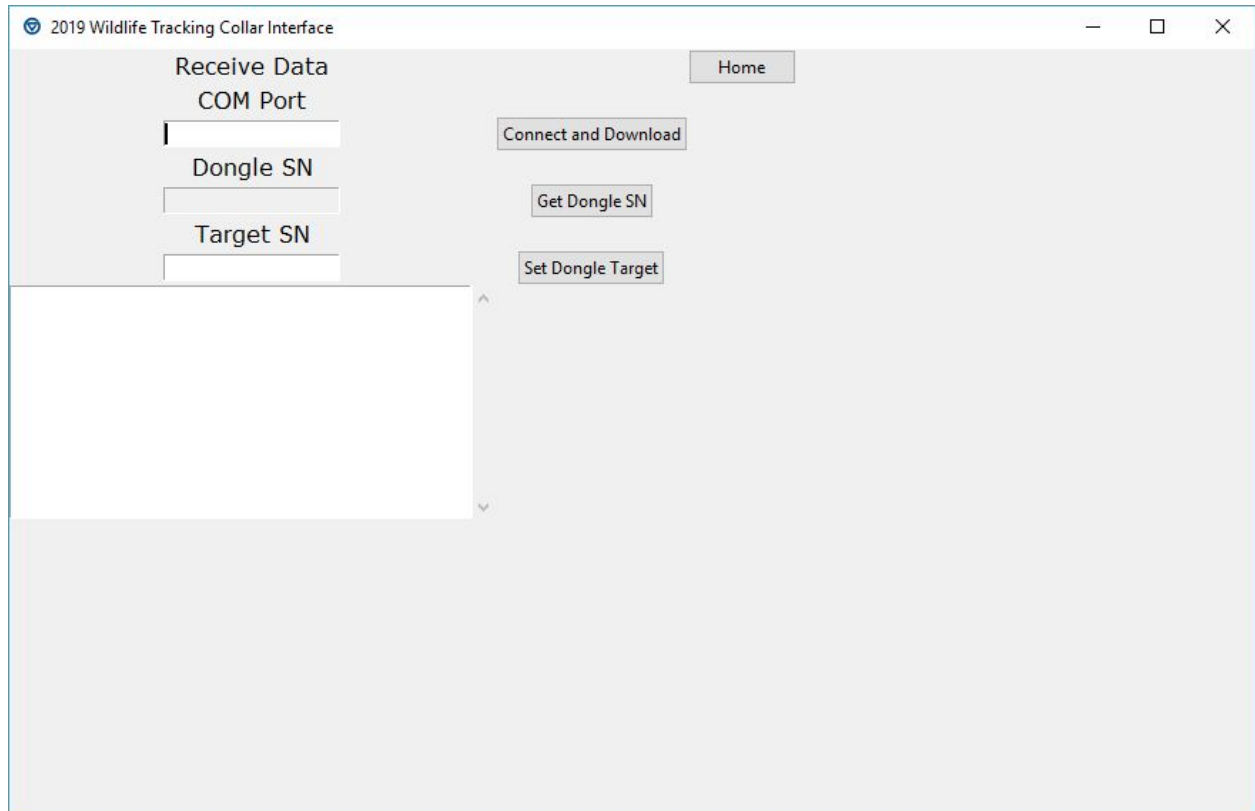 2019 Wildlife Tracking Collar Interface
Receive Data
Home
COM Port
Connect and Download
Dongle SN
Get Dongle SN
Target SN
Set Dongle Target